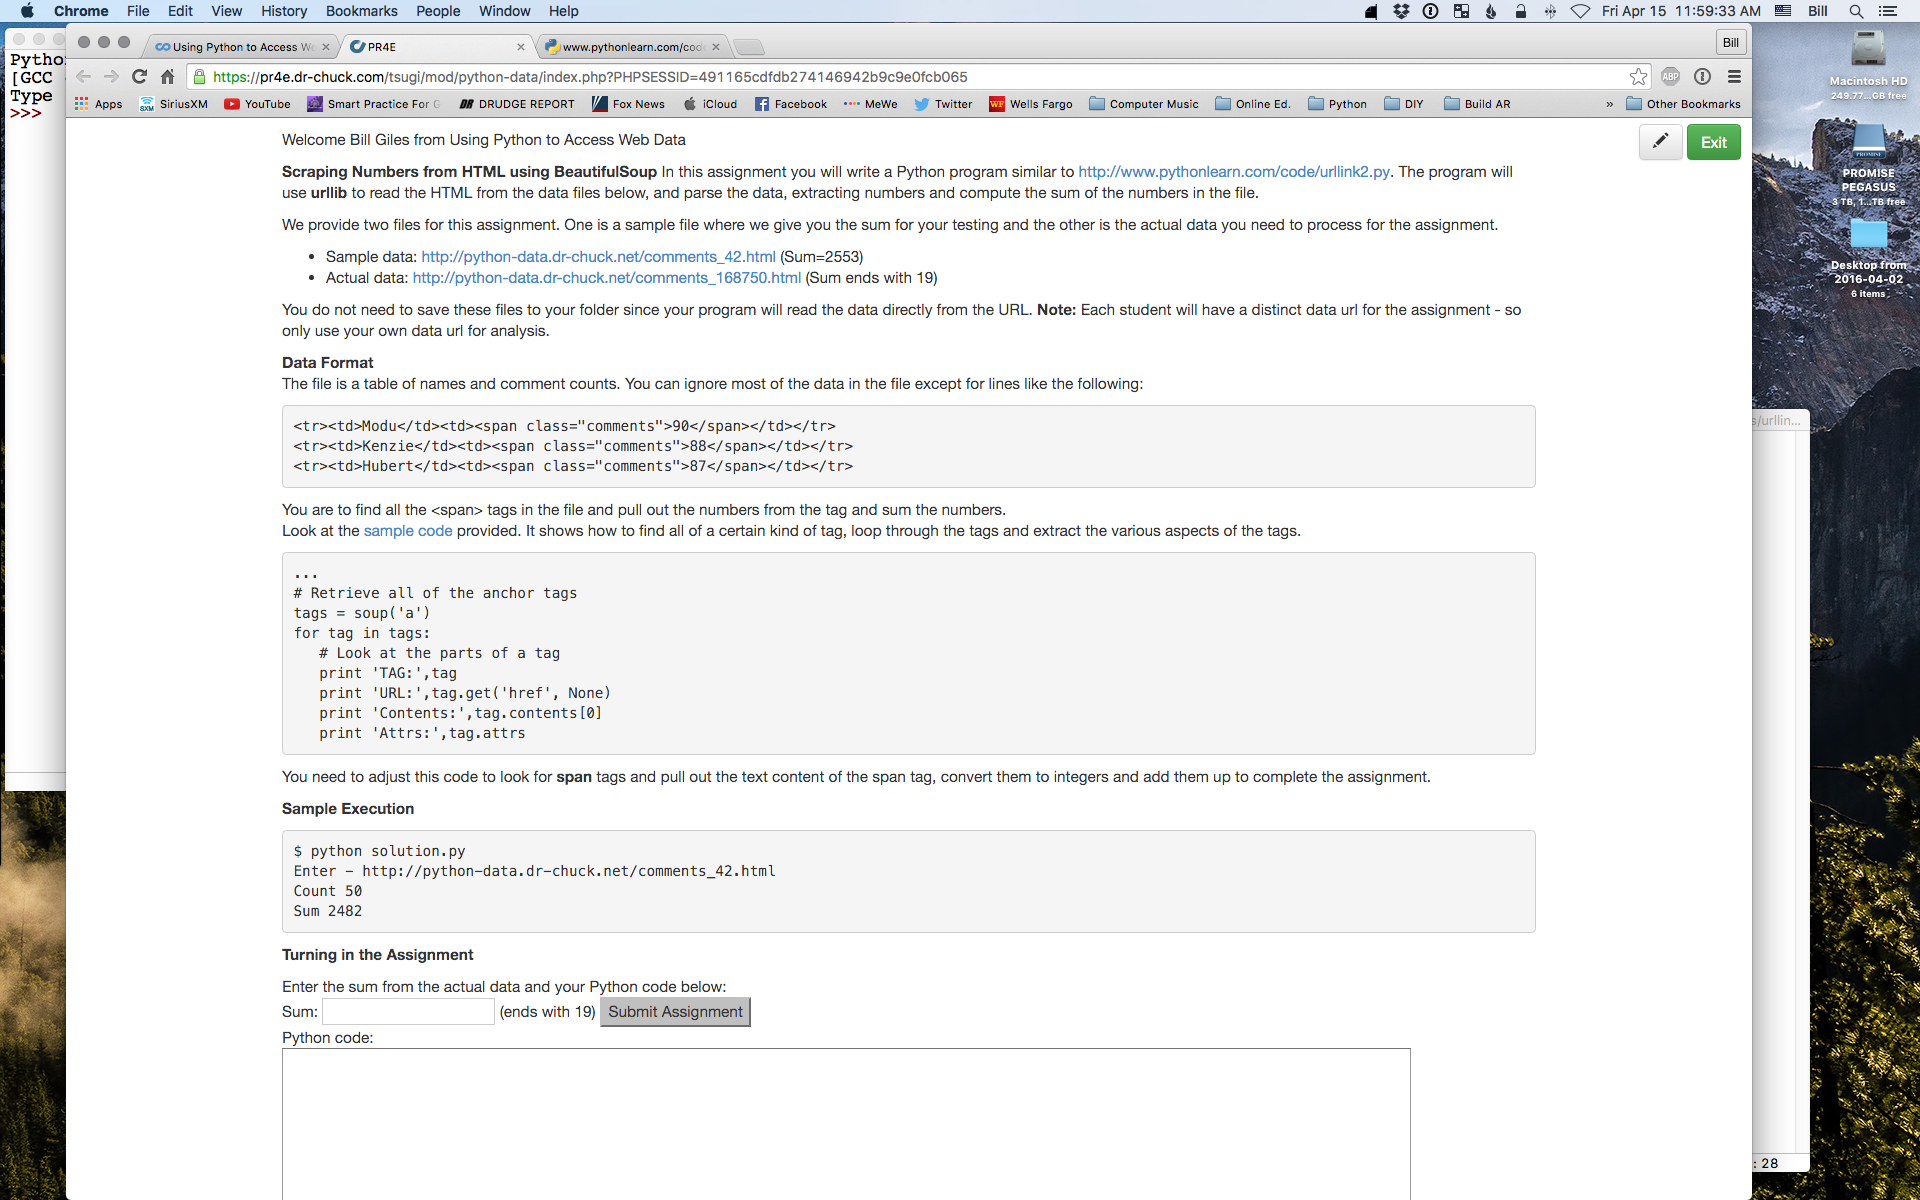 Chrome File Edit View History Bookmarks People Window Help Fri Apr 15 11:59:33 AM Bill
Using Python to Access We PR4E www.pythonlearn.com/code Bill
https://pr4e.dr-chuck.com/tsugi/mod/python-data/index.php?PHPSESSID=491165cdfdb274146942b9c9e0fcb065 ABP
Apps SiriusXM YouTube Smart Practice For G DRUDGE REPORT Fox News iCloud Facebook MeWe Twitter Wells Fargo Computer Music Online Ed. Python DIY Build AR » Other Bookmarks
Python
[GCC
Type
>>>
Welcome Bill Giles from Using Python to Access Web Data
Exit
Scraping Numbers from HTML using BeautifulSoup In this assignment you will write a Python program similar to http://www.pythonlearn.com/code/urllink2.py. The program will
use urllib to read the HTML from the data files below, and parse the data, extracting numbers and compute the sum of the numbers in the file.
We provide two files for this assignment. One is a sample file where we give you the sum for your testing and the other is the actual data you need to process for the assignment.
• Sample data: http://python-data.dr-chuck.net/comments_42.html (Sum=2553)
• Actual data: http://python-data.dr-chuck.net/comments_168750.html (Sum ends with 19)
You do not need to save these files to your folder since your program will read the data directly from the URL. Note: Each student will have a distinct data url for the assignment - so
only use your own data url for analysis.
Data Format
The file is a table of names and comment counts. You can ignore most of the data in the file except for lines like the following:
<tr><td>Modu</td><td><span class="comments">90</span></td></tr>
<tr><td>Kenzie</td><td><span class="comments">88</span></td></tr>
<tr><td>Hubert</td><td><span class="comments">87</span></td></tr>
You are to find all the <span> tags in the file and pull out the numbers from the tag and sum the numbers.
Look at the sample code provided. It shows how to find all of a certain kind of tag, loop through the tags and extract the various aspects of the tags.
...
# Retrieve all of the anchor tags
tags = soup('a')
for tag in tags:
   # Look at the parts of a tag
   print 'TAG:',tag
   print 'URL:',tag.get('href', None)
   print 'Contents:',tag.contents[0]
   print 'Attrs:',tag.attrs
You need to adjust this code to look for span tags and pull out the text content of the span tag, convert them to integers and add them up to complete the assignment.
Sample Execution
$ python solution.py
Enter - http://python-data.dr-chuck.net/comments_42.html
Count 50
Sum 2482
Turning in the Assignment
Enter the sum from the actual data and your Python code below:
Sum: (ends with 19) Submit Assignment
Python code:
Macintosh HD
249.77...GB free
PROMISE
PROMISE
PEGASUS
3 TB, 1...TB free
Desktop from
2016-04-02
6 items
s/urllin...
: 28